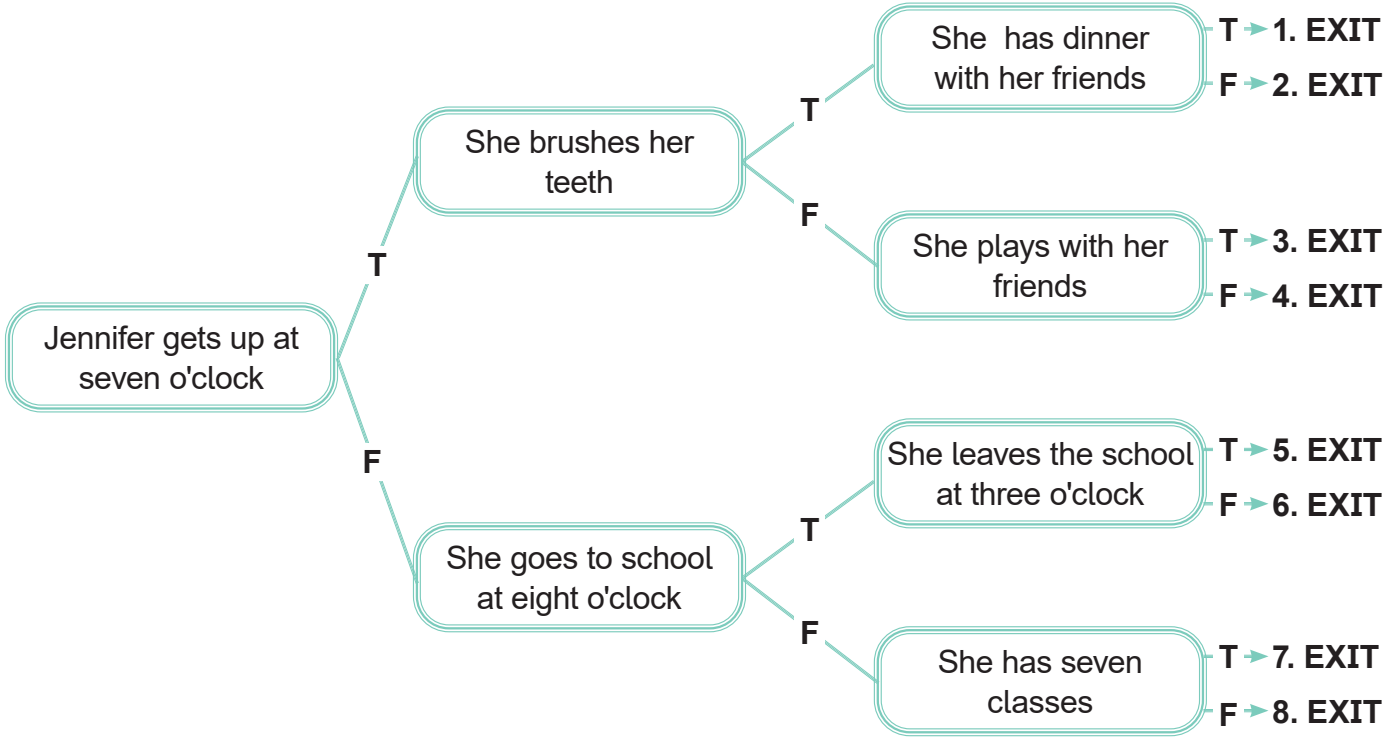 Jennifer gets up at
seven o'clock
T
F
She brushes her
teeth
T
F
She goes to school
at eight o'clock
T
F
She  has dinner
with her friends
T
1. EXIT
F
2. EXIT
She plays with her
friends
T
3. EXIT
F
4. EXIT
She leaves the school
at three o'clock
T
5. EXIT
F
6. EXIT
She has seven
classes
T
7. EXIT
F
8. EXIT